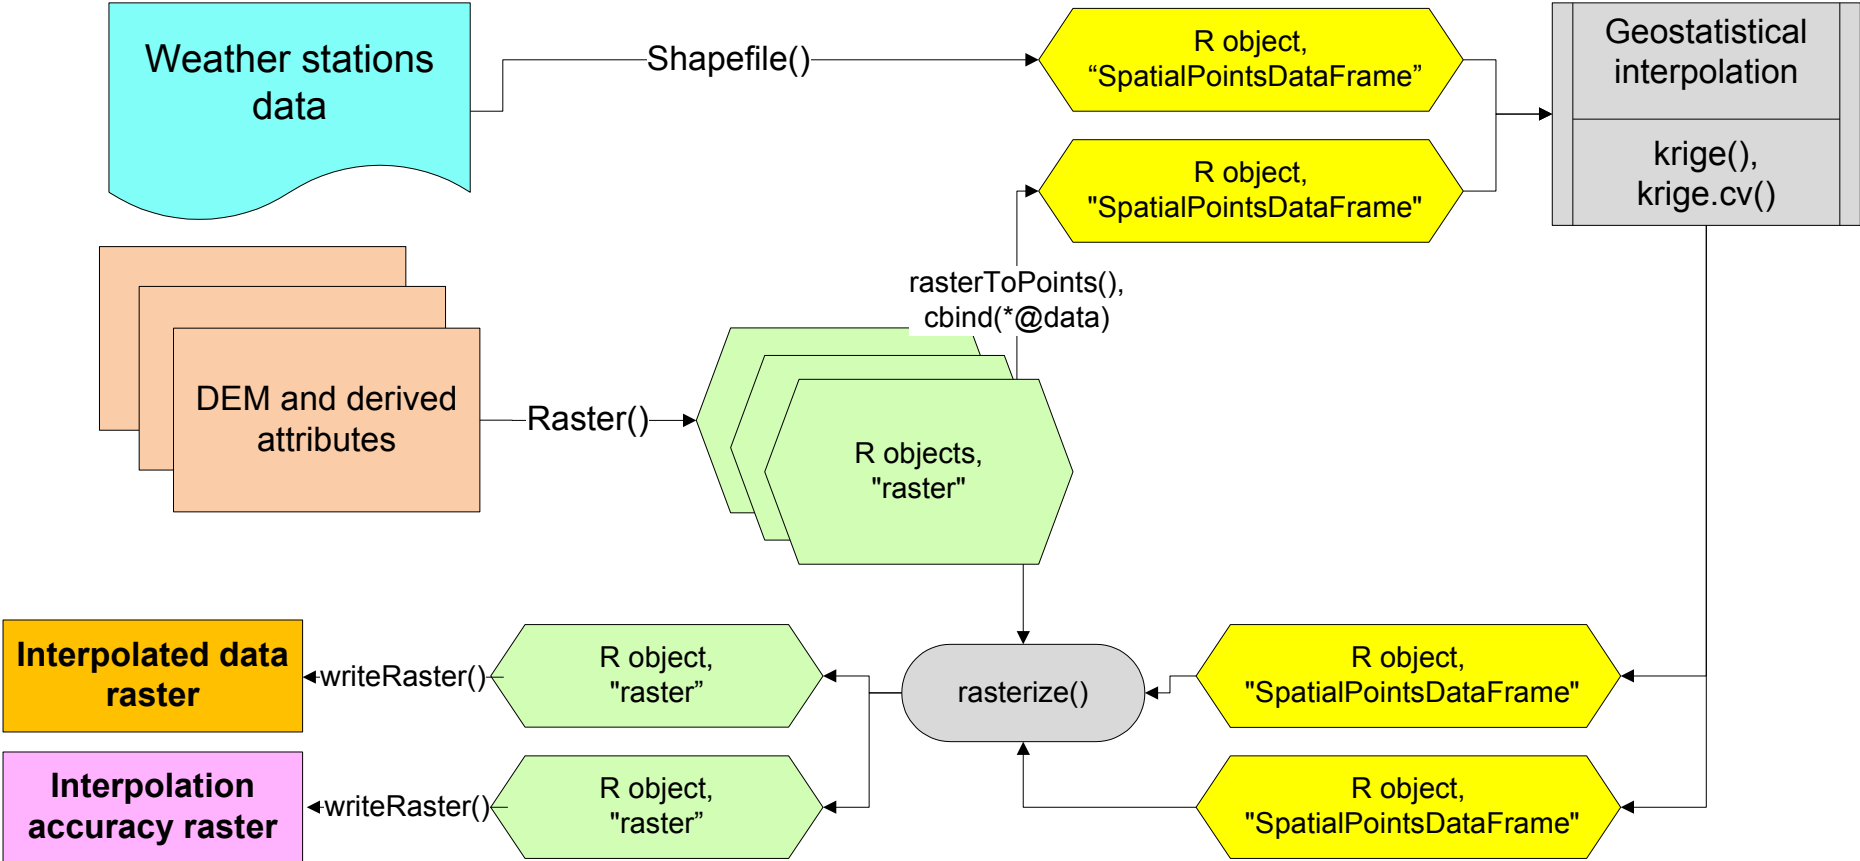 Weather stations
data
Shapefile()
R object,
“SpatialPointsDataFrame”
Geostatistical
interpolation
krige(),
krige.cv()
R object,
"SpatialPointsDataFrame"
rasterToPoints(),
cbind(*@data)
DEM and derived
attributes
Raster()
R objects,
"raster"
Interpolated data
raster
writeRaster()
R object,
"raster”
rasterize()
R object,
"SpatialPointsDataFrame"
Interpolation
accuracy raster
writeRaster()
R object,
"raster”
R object,
"SpatialPointsDataFrame"